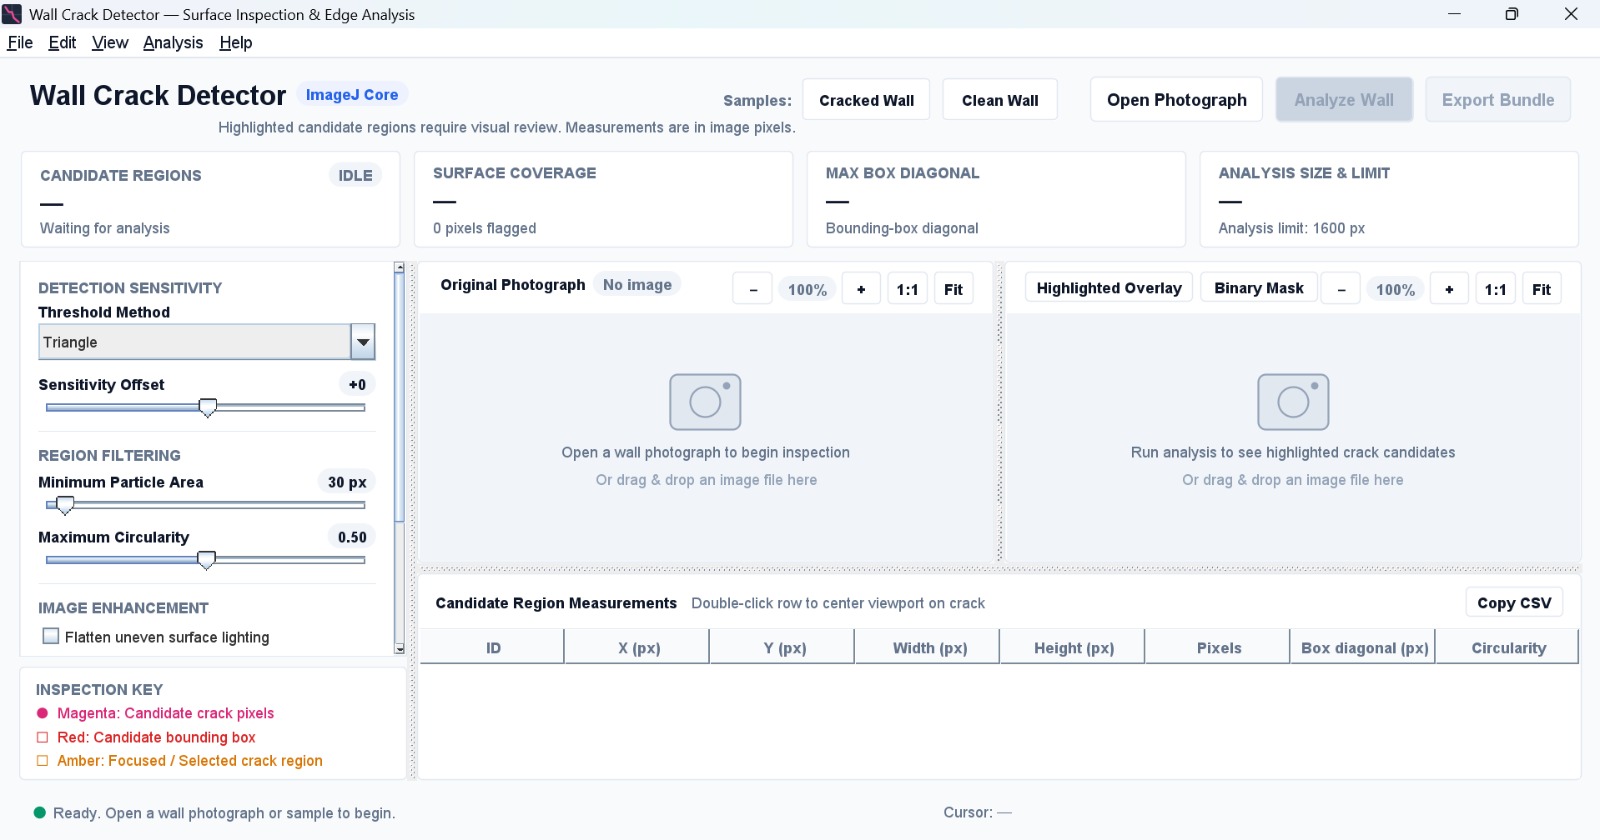 Wall Crack Detector — Surface Inspection & Edge Analysis
File Edit View Analysis Help
Wall Crack Detector ImageJ Core
Samples: Cracked Wall Clean Wall Open Photograph Analyze Wall Export Bundle
Highlighted candidate regions require visual review. Measurements are in image pixels.
CANDIDATE REGIONS IDLE
—
Waiting for analysis
SURFACE COVERAGE
—
0 pixels flagged
MAX BOX DIAGONAL
—
Bounding-box diagonal
ANALYSIS SIZE & LIMIT
—
Analysis limit: 1600 px
DETECTION SENSITIVITY
Threshold Method
Triangle
Sensitivity Offset +0
REGION FILTERING
Minimum Particle Area 30 px
Maximum Circularity 0.50
IMAGE ENHANCEMENT
Flatten uneven surface lighting
INSPECTION KEY
Magenta: Candidate crack pixels
Red: Candidate bounding box
Amber: Focused / Selected crack region
Original Photograph No image – 100% + 1:1 Fit
Open a wall photograph to begin inspection
Or drag & drop an image file here
Highlighted Overlay Binary Mask – 100% + 1:1 Fit
Run analysis to see highlighted crack candidates
Or drag & drop an image file here
Candidate Region Measurements Double-click row to center viewport on crack Copy CSV
ID X (px) Y (px) Width (px) Height (px) Pixels Box diagonal (px) Circularity
Ready. Open a wall photograph or sample to begin.
Cursor: —